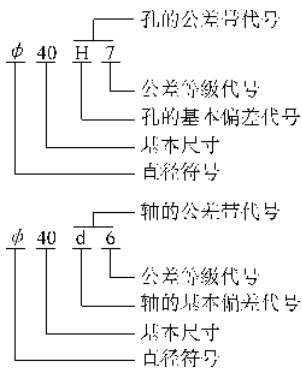 孔的公差带代号
φ 40 H 7
公差等级代号
孔的基本偏差代号
基本尺寸
直径符号
轴的公差带代号
φ 40 d 6
公差等级代号
轴的基本偏差代号
基本尺寸
直径符号